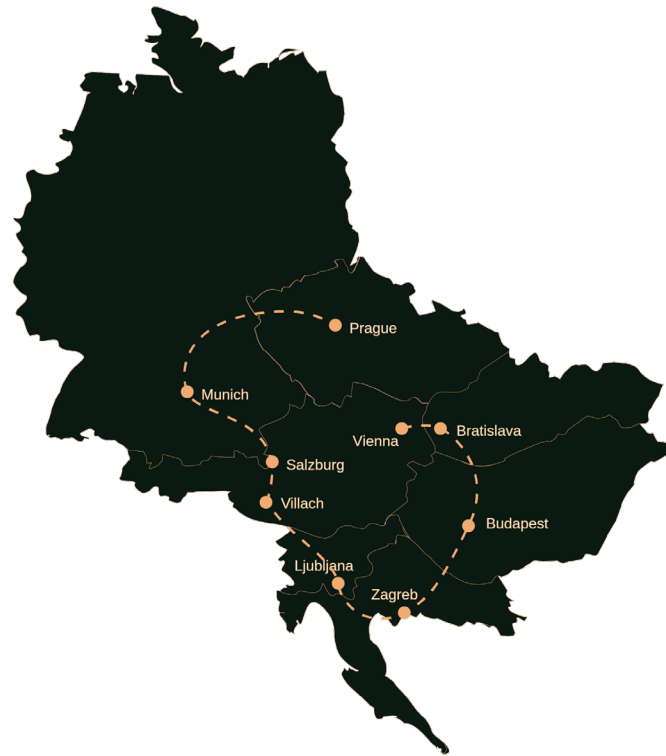 Prague
Munich
Vienna
Bratislava
Salzburg
Villach
Budapest
Ljubljana
Zagreb